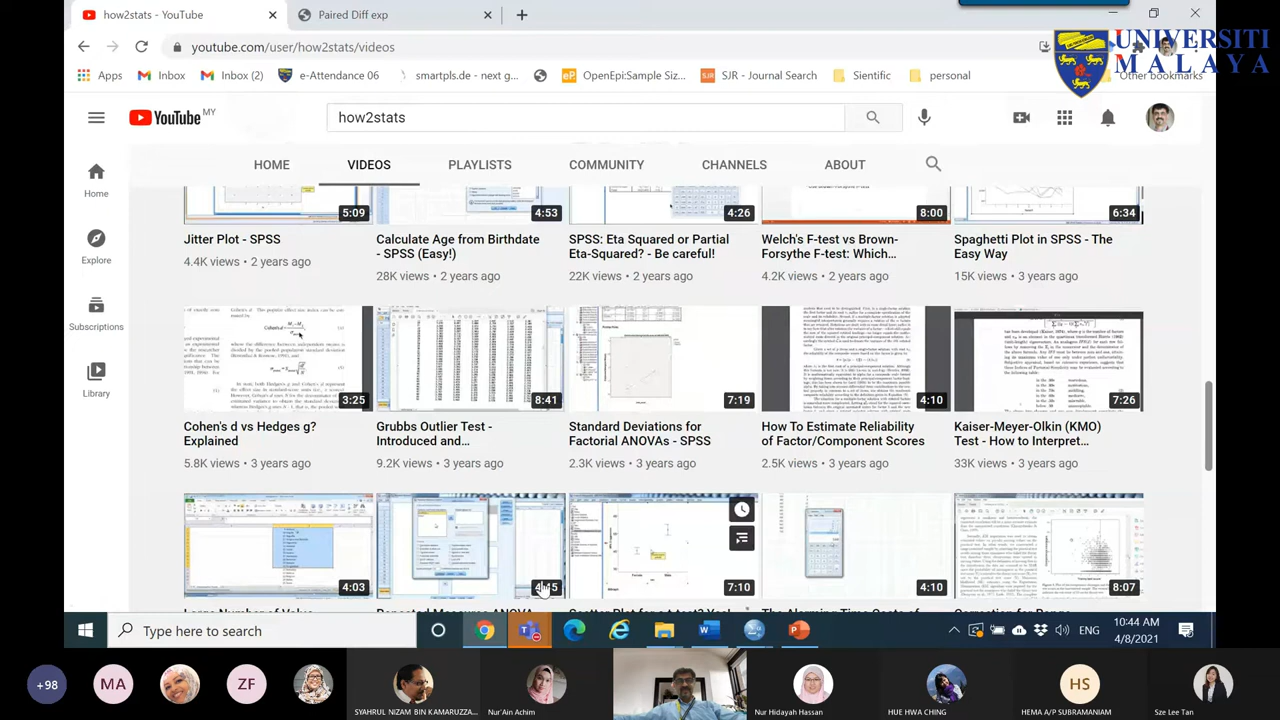 how2stats - YouTube
Paired Diff exp
youtube.com/user/how2stats/videos
UNIVERSITI
MALAYA
Apps
Inbox
Inbox (2)
e-Attendance 06
smartpls.de - next g...
OpenEpi:Sample Siz...
SJR - Journal Search
Sientific
personal
Other bookmarks
YouTube MY
how2stats
HOME
VIDEOS
PLAYLISTS
COMMUNITY
CHANNELS
ABOUT
Home
Explore
Subscriptions
Library
5:09
4:53
4:26
8:00
6:34
Jitter Plot - SPSS
4.4K views • 2 years ago
Calculate Age from Birthdate
- SPSS (Easy!)
28K views • 2 years ago
SPSS: Eta Squared or Partial
Eta-Squared? - Be careful!
22K views • 2 years ago
Welch's F-test vs Brown-
Forsythe F-test: Which...
4.2K views • 2 years ago
Spaghetti Plot in SPSS - The
Easy Way
15K views • 3 years ago
3:25
8:41
7:19
4:10
7:26
Cohen's d vs Hedges g?
Explained
5.8K views • 3 years ago
Grubbs Outlier Test -
Introduced and...
9.2K views • 3 years ago
Standard Deviations for
Factorial ANOVAs - SPSS
2.3K views • 3 years ago
How To Estimate Reliability
of Factor/Component Scores
2.5K views • 3 years ago
Kaiser-Meyer-Olkin (KMO)
Test - How to Interpret...
33K views • 3 years ago
7:10
4:10
8:07
Type here to search
ENG
10:44 AM
4/8/2021
+98
MA
ZF
SYAHRUL NIZAM BIN KAMARUZZA...
Nur'Ain Achim
Nur Hidayah Hassan
HUE HWA CHING
HS
HEMA A/P SUBRAMANIAM
Sze Lee Tan